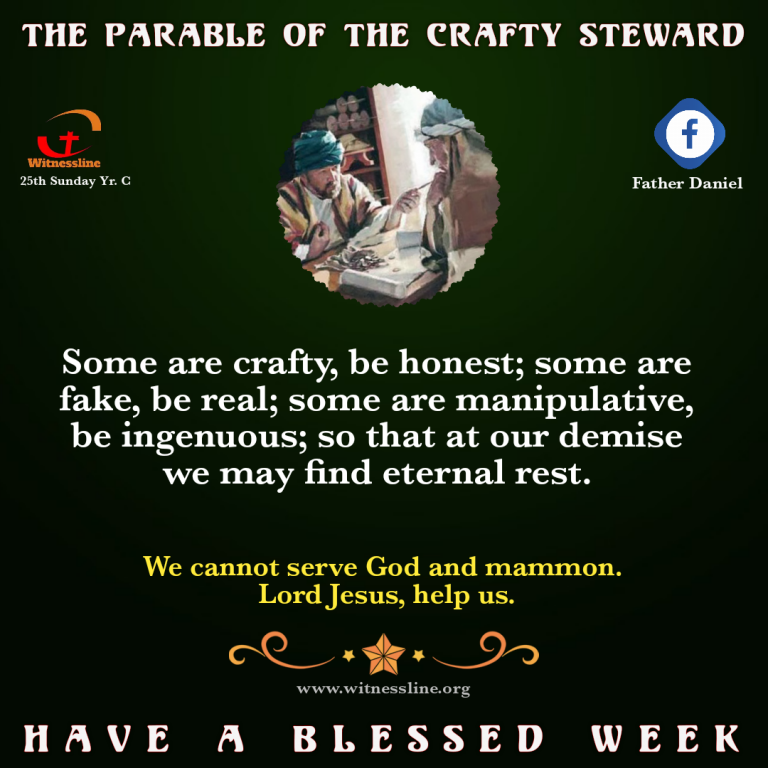 THE PARABLE OF THE CRAFTY STEWARD
Witnessline
25th Sunday Yr. C
f
Father Daniel
Some are crafty, be honest; some are
fake, be real; some are manipulative,
be ingenuous; so that at our demise
we may find eternal rest.
We cannot serve God and mammon.
Lord Jesus, help us.
www.witnessline.org
HAVE A BLESSED WEEK